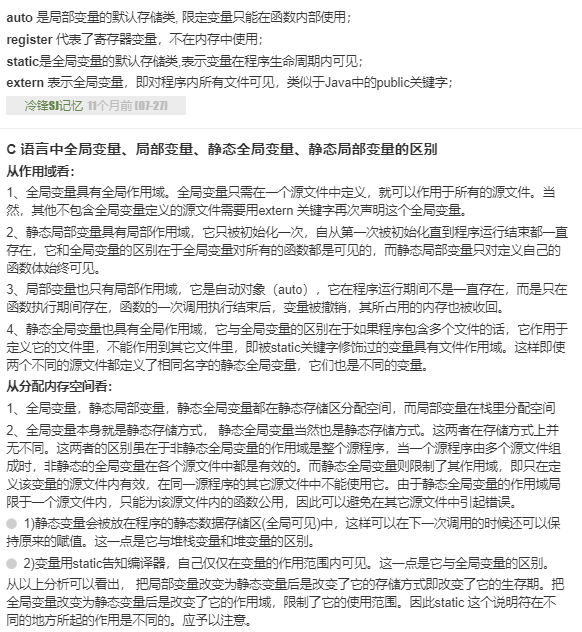 auto 是局部变量的默认存储类, 限定变量只能在函数内部使用；
register 代表了寄存器变量，不在内存中使用；
static是全局变量的默认存储类,表示变量在程序生命周期内可见；
extern 表示全局变量，即对程序内所有文件可见，类似于Java中的public关键字；
冷锋SJ记忆 11个月前 (07-27)
C 语言中全局变量、局部变量、静态全局变量、静态局部变量的区别
从作用域看：
1、全局变量具有全局作用域。全局变量只需在一个源文件中定义，就可以作用于所有的源文件。当
然，其他不包含全局变量定义的源文件需要用extern 关键字再次声明这个全局变量。
2、静态局部变量具有局部作用域，它只被初始化一次，自从第一次被初始化直到程序运行结束都一直
存在，它和全局变量的区别在于全局变量对所有的函数都是可见的，而静态局部变量只对定义自己的
函数体始终可见。
3、局部变量也只有局部作用域，它是自动对象（auto），它在程序运行期间不是一直存在，而是只在
函数执行期间存在，函数的一次调用执行结束后，变量被撤销，其所占用的内存也被收回。
4、静态全局变量也具有全局作用域，它与全局变量的区别在于如果程序包含多个文件的话，它作用于
定义它的文件里，不能作用到其它文件里，即被static关键字修饰过的变量具有文件作用域。这样即使
两个不同的源文件都定义了相同名字的静态全局变量，它们也是不同的变量。
从分配内存空间看：
1、全局变量，静态局部变量，静态全局变量都在静态存储区分配空间，而局部变量在栈里分配空间
2、全局变量本身就是静态存储方式， 静态全局变量当然也是静态存储方式。这两者在存储方式上并
无不同。这两者的区别虽在于非静态全局变量的作用域是整个源程序，当一个源程序由多个源文件组
成时，非静态的全局变量在各个源文件中都是有效的。而静态全局变量则限制了其作用域，即只在定
义该变量的源文件内有效，在同一源程序的其它源文件中不能使用它。由于静态全局变量的作用域局
限于一个源文件内，只能为该源文件内的函数公用，因此可以避免在其它源文件中引起错误。
1)静态变量会被放在程序的静态数据存储区(全局可见)中，这样可以在下一次调用的时候还可以保
持原来的赋值。这一点是它与堆栈变量和堆变量的区别。
2)变量用static告知编译器，自己仅仅在变量的作用范围内可见。这一点是它与全局变量的区别。
从以上分析可以看出， 把局部变量改变为静态变量后是改变了它的存储方式即改变了它的生存期。把
全局变量改变为静态变量后是改变了它的作用域，限制了它的使用范围。因此static 这个说明符在不
同的地方所起的作用是不同的。应予以注意。